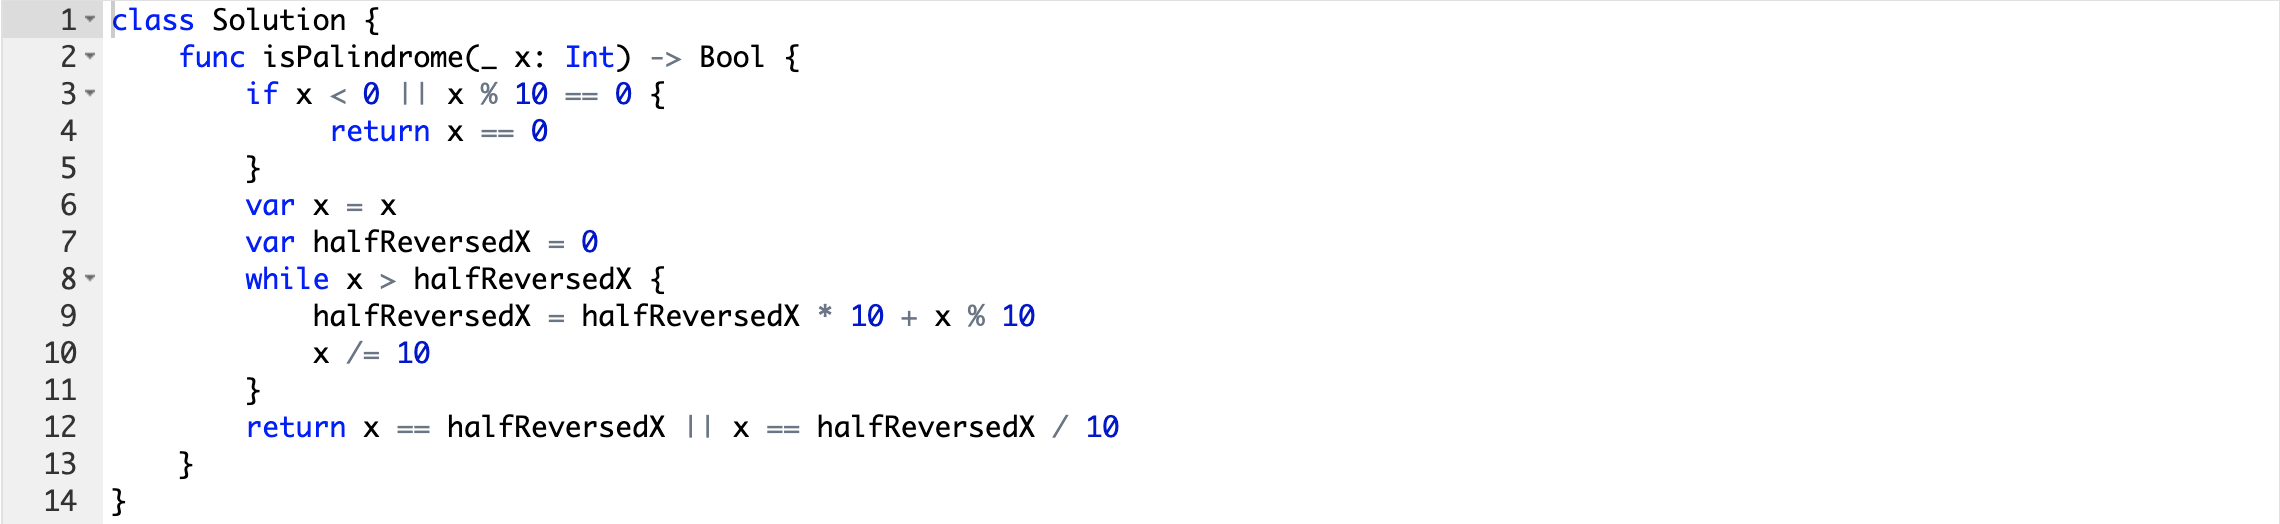 1 class Solution {
2     func isPalindrome(_ x: Int) -> Bool {
3         if x < 0 || x % 10 == 0 {
4              return x == 0
5         }
6         var x = x
7         var halfReversedX = 0
8         while x > halfReversedX {
9             halfReversedX = halfReversedX * 10 + x % 10
10             x /= 10
11         }
12         return x == halfReversedX || x == halfReversedX / 10
13     }
14 }